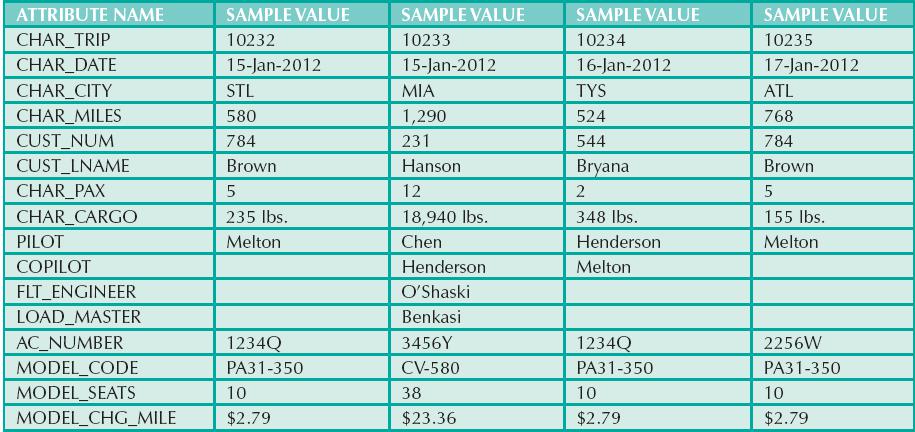 ATTRIBUTE NAME SAMPLE VALUE SAMPLE VALUE SAMPLE VALUE SAMPLE VALUE
CHAR_TRIP 10232 10233 10234 10235
CHAR_DATE 15-Jan-2012 15-Jan-2012 16-Jan-2012 17-Jan-2012
CHAR_CITY STL MIA TYS ATL
CHAR_MILES 580 1,290 524 768
CUST_NUM 784 231 544 784
CUST_LNAME Brown Hanson Bryana Brown
CHAR_PAX 5 12 2 5
CHAR_CARGO 235 lbs. 18,940 lbs. 348 lbs. 155 lbs.
PILOT Melton Chen Henderson Melton
COPILOT Henderson Melton
FLT_ENGINEER O'Shaski
LOAD_MASTER Benkasi
AC_NUMBER 1234Q 3456Y 1234Q 2256W
MODEL_CODE PA31-350 CV-580 PA31-350 PA31-350
MODEL_SEATS 10 38 10 10
MODEL_CHG_MILE $2.79 $23.36 $2.79 $2.79